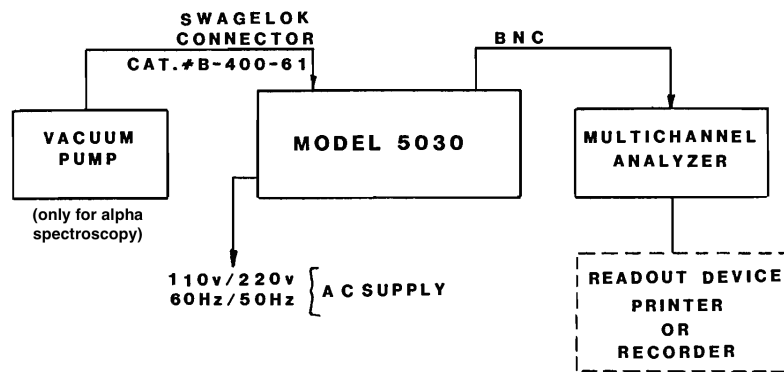 SWAGELOK
CONNECTOR
CAT.#B-400-61
BNC
VACUUM
PUMP
(only for alpha
spectroscopy)
MODEL 5030
MULTICHANNEL
ANALYZER
110v/220v
60Hz/50Hz
AC SUPPLY
READOUT DEVICE
PRINTER
OR
RECORDER